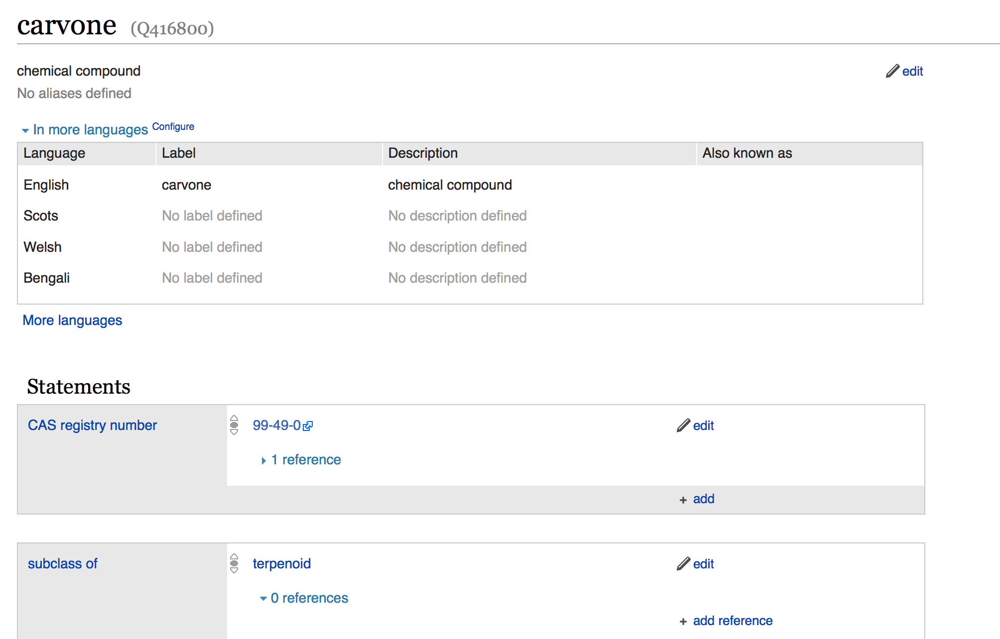 carvone (Q416800)
chemical compound
edit
No aliases defined
In more languages Configure
Language Label Description Also known as
English carvone chemical compound
Scots No label defined No description defined
Welsh No label defined No description defined
Bengali No label defined No description defined
More languages
Statements
CAS registry number 99-49-0 edit
1 reference
+ add
subclass of terpenoid edit
0 references
+ add reference